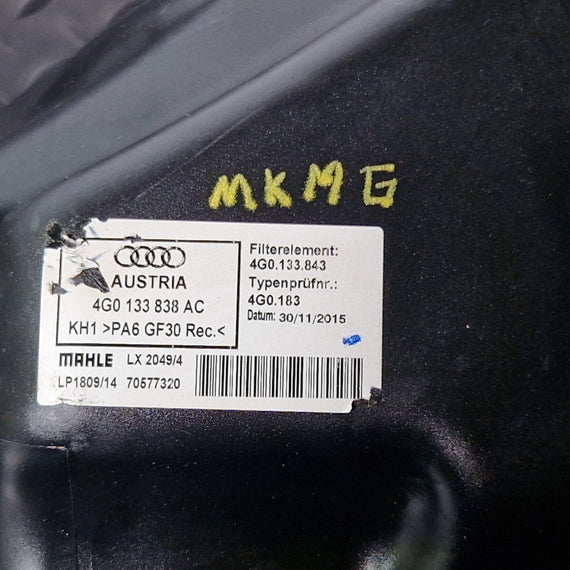 MKMG
AUSTRIA
4G0 133 838 AC
KH1 >PA6 GF30 Rec.<
Filterelement:
4G0.133.843
Typenprüfnr.:
4G0.183
Datum: 30/11/2015
MAHLE LX 2049/4
LP1809/14 70577320